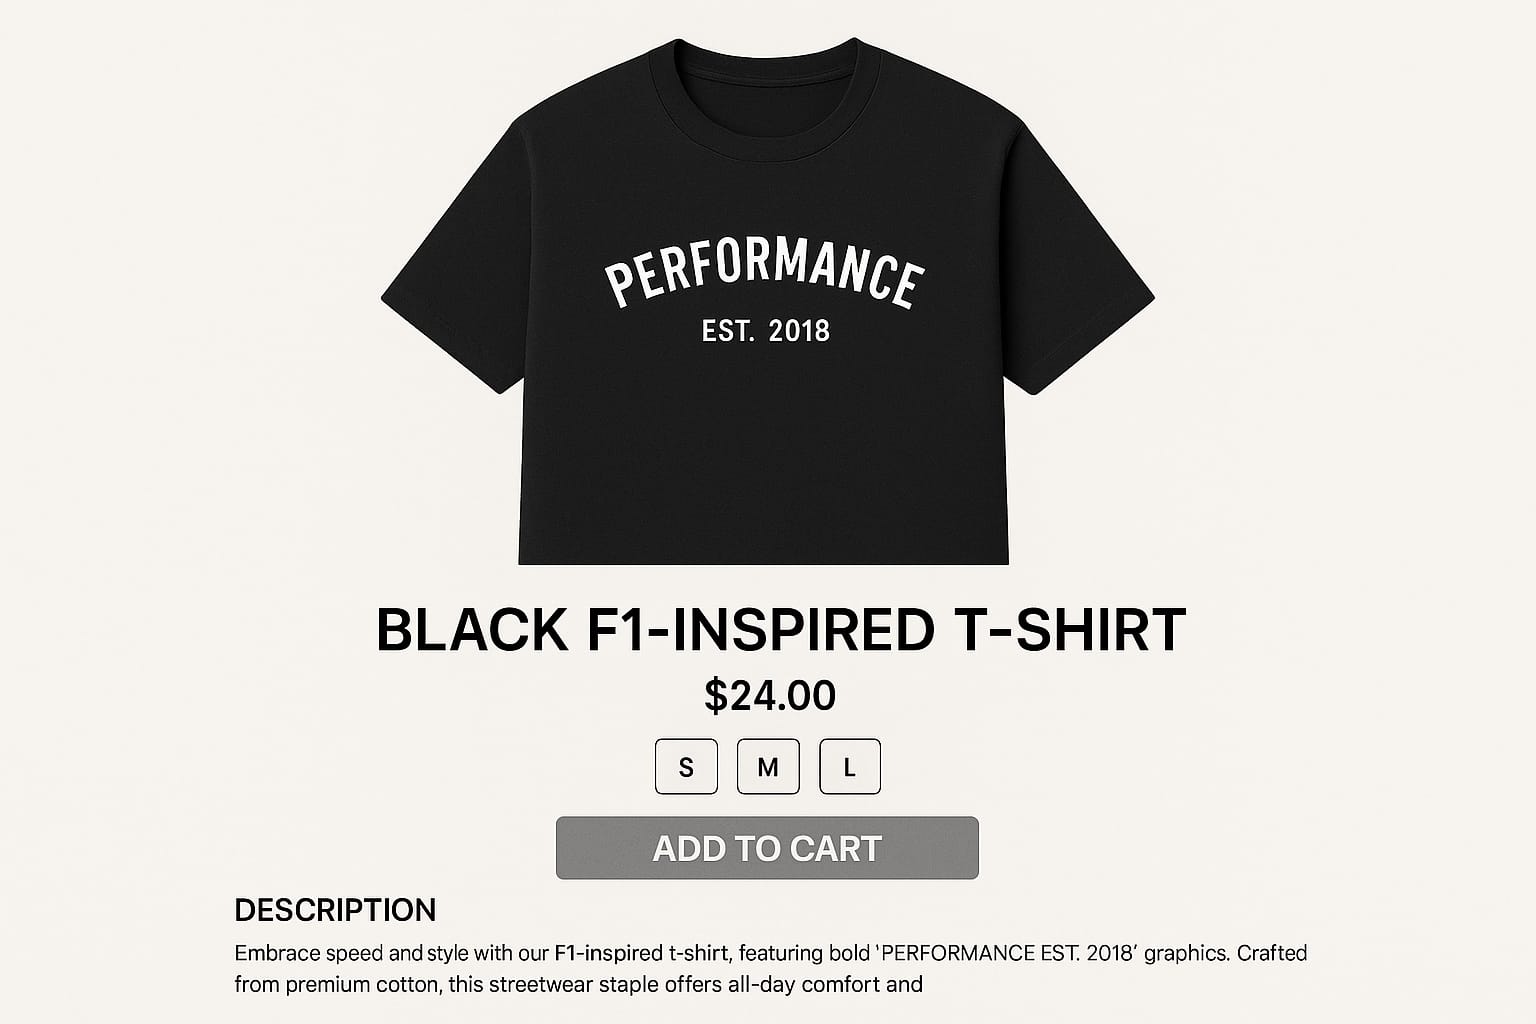 PERFORMANCE
EST. 2018
BLACK F1-INSPIRED T-SHIRT
$24.00
S M L
ADD TO CART
DESCRIPTION
Embrace speed and style with our F1-inspired t-shirt, featuring bold ‛PERFORMANCE EST. 2018’ graphics. Crafted
from premium cotton, this streetwear staple offers all-day comfort and